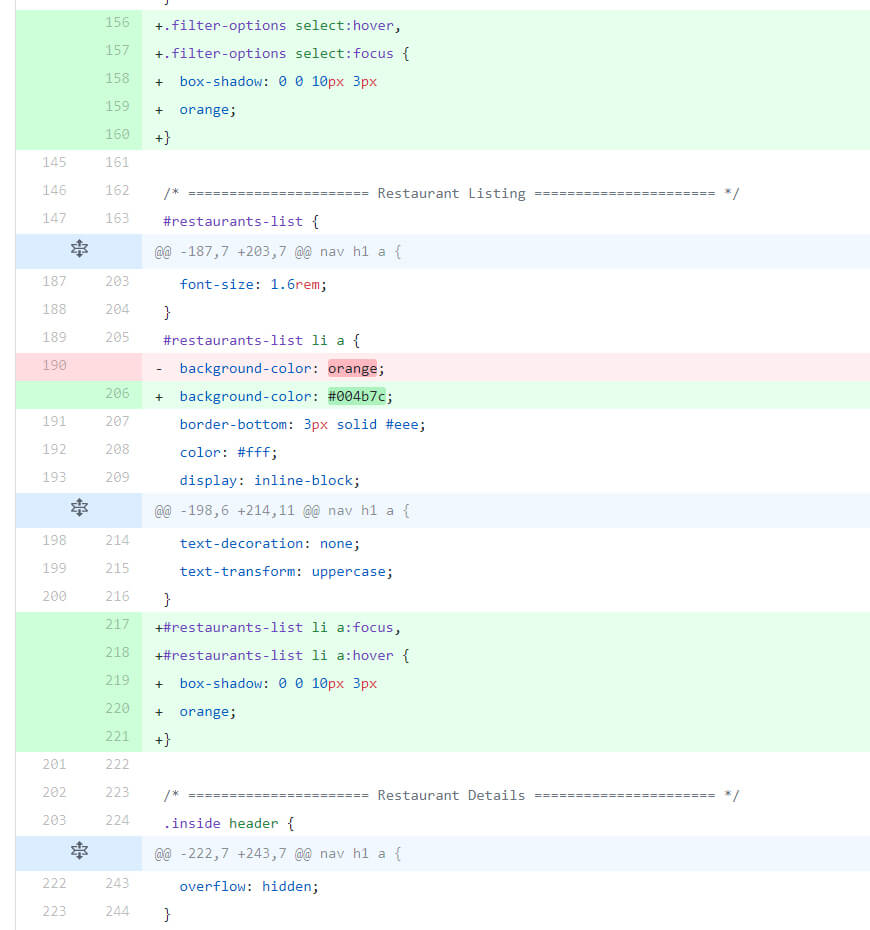 }
156 +.filter-options select:hover,
157 +.filter-options select:focus {
158 +  box-shadow: 0 0 10px 3px
159 +  orange;
160 +}
145 161
146 162  /* ====================== Restaurant Listing ====================== */
147 163  #restaurants-list {
@@ -187,7 +203,7 @@ nav h1 a {
187 203    font-size: 1.6rem;
188 204  }
189 205  #restaurants-list li a {
190 -  background-color: orange;
206 +  background-color: #004b7c;
191 207    border-bottom: 3px solid #eee;
192 208    color: #fff;
193 209    display: inline-block;
@@ -198,6 +214,11 @@ nav h1 a {
198 214    text-decoration: none;
199 215    text-transform: uppercase;
200 216  }
217 +#restaurants-list li a:focus,
218 +#restaurants-list li a:hover {
219 +  box-shadow: 0 0 10px 3px
220 +  orange;
221 +}
201 222
202 223  /* ====================== Restaurant Details ====================== */
203 224  .inside header {
@@ -222,7 +243,7 @@ nav h1 a {
222 243    overflow: hidden;
223 244  }